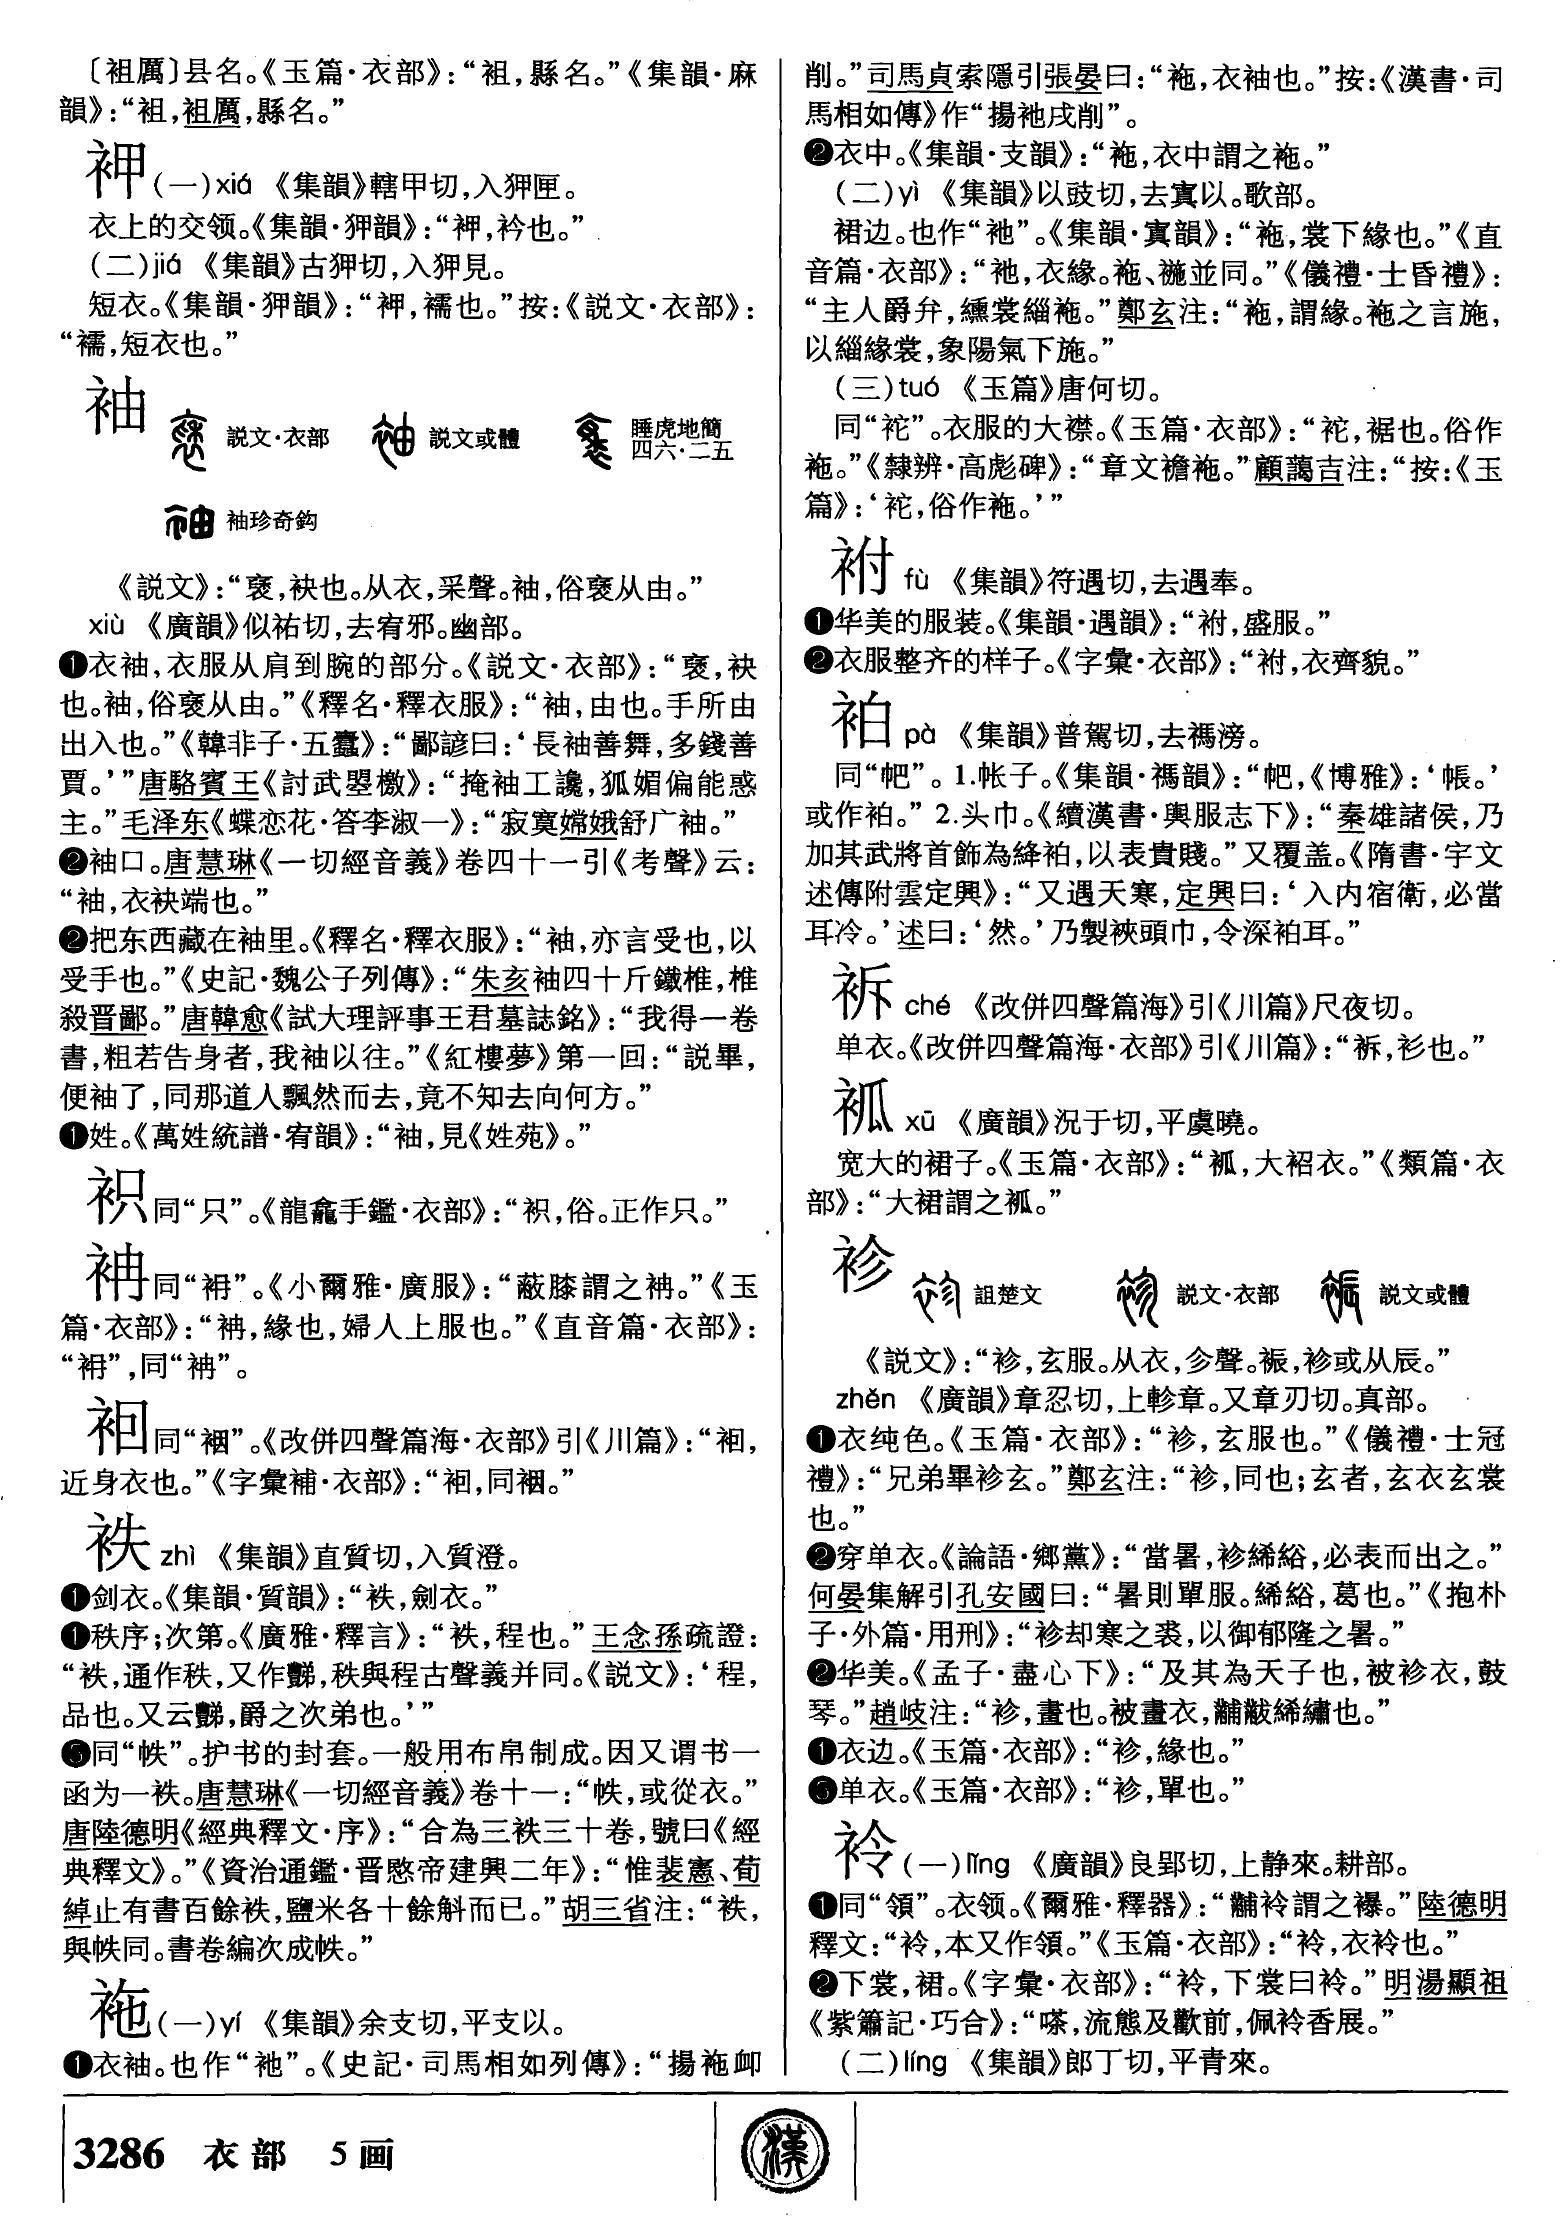 〔祖厲〕县名。《玉篇·衣部》：“祖，縣名。”《集韻·麻
韻》：“祖，祖厲，縣名。”
䘥(一)xiá 《集韻》轄甲切，入狎匣。
衣上的交领。《集韻·狎韻》：“䘥，衿也。”
(二)jiá 《集韻》古狎切，入狎見。
短衣。《集韻·狎韻》：“䘥，襦也。”按：《説文·衣部》：
“襦，短衣也。”
袖 説文·衣部 説文或體 睡虎地簡
四六·二五
袖珍奇鈎
《説文》：“褎，袂也。从衣，采聲。袖，俗褎从由。”
xiù 《廣韻》似祐切，去宥邪。幽部。
❶衣袖，衣服从肩到腕的部分。《説文·衣部》：“褎，袂
也。袖，俗褎从由。”《釋名·釋衣服》：“袖，由也。手所由
出入也。”《韓非子·五蠹》：“鄙諺曰：‘長袖善舞，多錢善
賈。’”唐駱賓王《討武曌檄》：“掩袖工讒，狐媚偏能惑
主。”毛泽东《蝶恋花·答李淑一》：“寂寞嫦娥舒广袖。”
❷袖口。唐慧琳《一切經音義》卷四十一引《考聲》云：
“袖，衣袂端也。”
❷把东西藏在袖里。《釋名·釋衣服》：“袖，亦言受也，以
受手也。”《史記·魏公子列傳》：“朱亥袖四十斤鐵椎，椎
殺晋鄙。”唐韓愈《試大理評事王君墓誌銘》：“我得一卷
書，粗若告身者，我袖以往。”《紅樓夢》第一回：“説畢，
便袖了，同那道人飄然而去，竟不知去向何方。”
❶姓。《萬姓統譜·宥韻》：“袖，見《姓苑》。”
䘢同“只”。《龍龕手鑑·衣部》：“䘢，俗。正作只。”
袡同“袇”。《小爾雅·廣服》：“蔽膝謂之袡。”《玉
篇·衣部》：“袡，緣也，婦人上服也。”《直音篇·衣部》：
“袇”，同“袡”。
同“裀”。《改併四聲篇海·衣部》引《川篇》：“
近身衣也。”《字彙補·衣部》：“，同裀。”
袟 zhì 《集韻》直質切，入質澄。
❶剑衣。《集韻·質韻》：“袟，劍衣。”
❶秩序；次第。《廣雅·釋言》：“袟，程也。”王念孫疏證：
“袟，通作秩，又作豑，秩與程古聲義并同。《説文》：‘程，
品也。又云豑，爵之次弟也。’”
❺同“帙”。护书的封套。一般用布帛制成。因又谓书一
函为一袟。唐慧琳《一切經音義》卷十一：“帙，或從衣。”
唐陸德明《經典釋文·序》：“合為三袟三十卷，號曰《經
典釋文》。”《資治通鑑·晋愍帝建興二年》：“惟裴憲、荀
綽止有書百餘袟，鹽米各十餘斛而已。”胡三省注：“袟，
與帙同。書卷編次成帙。”
袘(一)yí 《集韻》余支切，平支以。
❶衣袖。也作“衪”。《史記·司馬相如列傳》：“揚袘卹
削。”司馬貞索隱引張晏曰：“袘，衣袖也。”按：《漢書·司
馬相如傳》作“揚衪戌削”。
❷衣中。《集韻·支韻》：“袘，衣中謂之袘。”
(二)yì 《集韻》以豉切，去寘以。歌部。
裙边。也作“衪”。《集韻·寘韻》：“袘，裳下緣也。”《直
音篇·衣部》：“衪，衣緣。袘、襹並同。”《儀禮·士昏禮》：
“主人爵弁，纁裳緇袘。”鄭玄注：“袘，謂緣。袘之言施，
以緇緣裳，象陽氣下施。”
(三)tuó 《玉篇》唐何切。
同“袉”。衣服的大襟。《玉篇·衣部》：“袉，裾也。俗作
袘。”《隸辨·高彪碑》：“章文襜袘。”顧藹吉注：“按：《玉
篇》：‘袉，俗作袘。’”
袝 fù 《集韻》符遇切，去遇奉。
❶华美的服装。《集韻·遇韻》：“袝，盛服。”
❷衣服整齐的样子。《字彙·衣部》：“袝，衣齊貌。”
袙 pà 《集韻》普駕切，去禡滂。
同“帊”。1.帐子。《集韻·禡韻》：“帊，《博雅》：‘帳。’
或作袙。”2.头巾。《續漢書·輿服志下》：“秦雄諸侯，乃
加其武將首飾為絳袙，以表貴賤。”又覆盖。《隋書·宇文
述傳附雲定興》：“又遇天寒，定興曰：‘入内宿衛，必當
耳冷。’述曰：‘然。’乃製裌頭巾，令深袙耳。”
袥 ché 《改併四聲篇海》引《川篇》尺夜切。
单衣。《改併四聲篇海·衣部》引《川篇》：“，衫也。”
袛 xū 《廣韻》況于切，平虞曉。
宽大的裙子。《玉篇·衣部》：“，大袑衣。”《類篇·衣
部》：“大裙謂之。”
袗 詛楚文 説文·衣部 説文或體
《説文》：“袗，玄服。从衣，㐱聲。裖，袗或从辰。”
zhěn 《廣韻》章忍切，上軫章。又章刃切。真部。
❶衣纯色。《玉篇·衣部》：“袗，玄服也。”《儀禮·士冠
禮》：“兄弟畢袗玄。”鄭玄注：“袗，同也；玄者，玄衣玄裳
也。”
❷穿单衣。《論語·鄉黨》：“當暑，袗絺綌，必表而出之。”
何晏集解引孔安國曰：“暑則單服。絺綌，葛也。”《抱朴
子·外篇·用刑》：“袗却寒之裘，以御郁隆之暑。”
❷华美。《孟子·盡心下》：“及其為天子也，被袗衣，鼓
琴。”趙岐注：“袗，畫也。被畫衣，黼黻絺繡也。”
❶衣边。《玉篇·衣部》：“袗，緣也。”
❺单衣。《玉篇·衣部》：“袗，單也。”
袊(一)lǐng 《廣韻》良郢切，上静來。耕部。
❶同“領”。衣领。《爾雅·釋器》：“黼袊謂之襮。”陸德明
釋文：“袊，本又作領。”《玉篇·衣部》：“袊，衣袊也。”
❷下裳，裙。《字彙·衣部》：“袊，下裳曰袊。”明湯顯祖
《紫簫記·巧合》：“嗏，流態及歡前，佩袊香展。”
(二)líng 《集韻》郎丁切，平青來。
3286 衣部 5画
漢